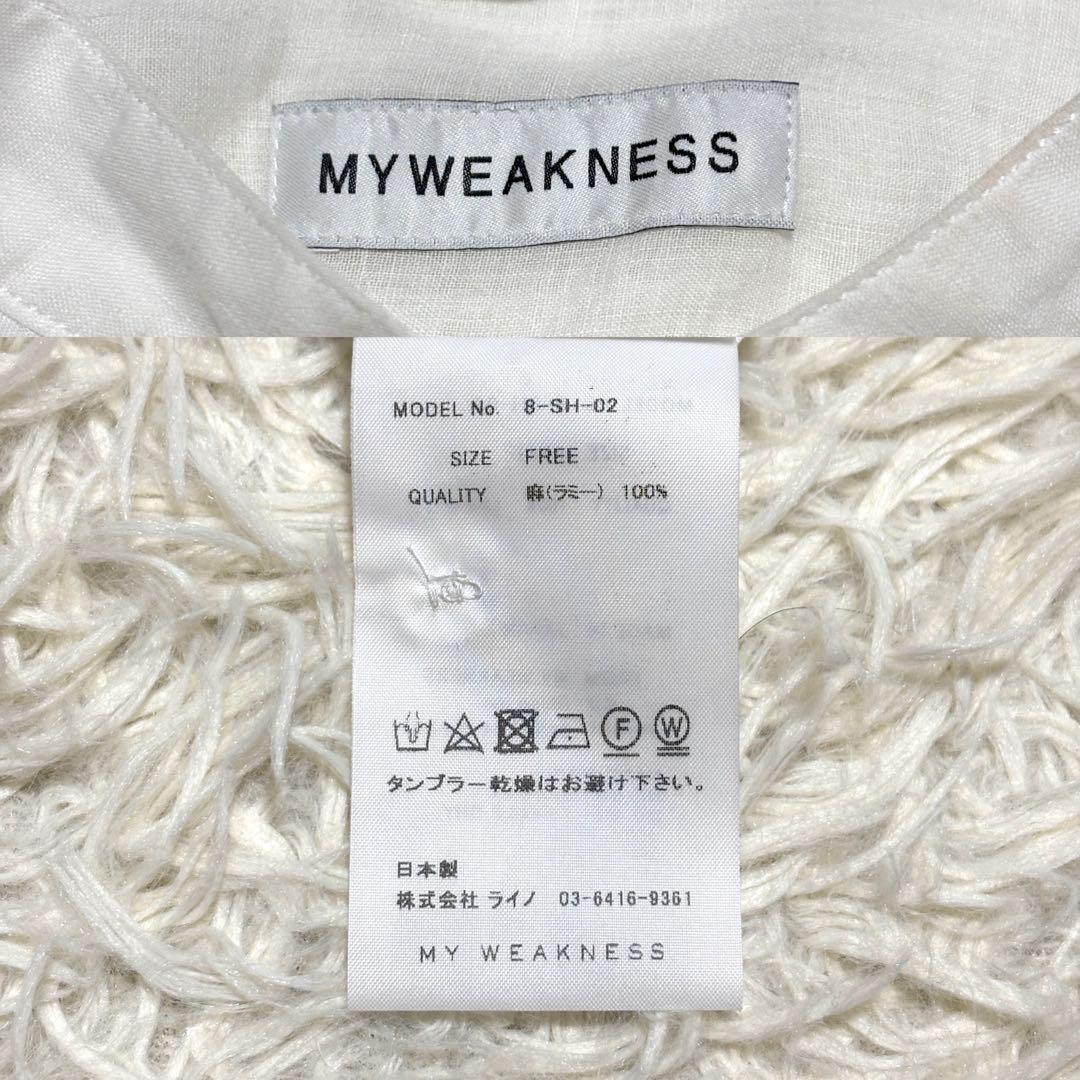 MYWEAKNESS
MODEL No. 8-SH-02
SIZE FREE
QUALITY 麻(ラミー) 100%
F W
タンブラー乾燥はお避け下さい。
日本製
株式会社 ライノ 03-6416-9361
MY WEAKNESS